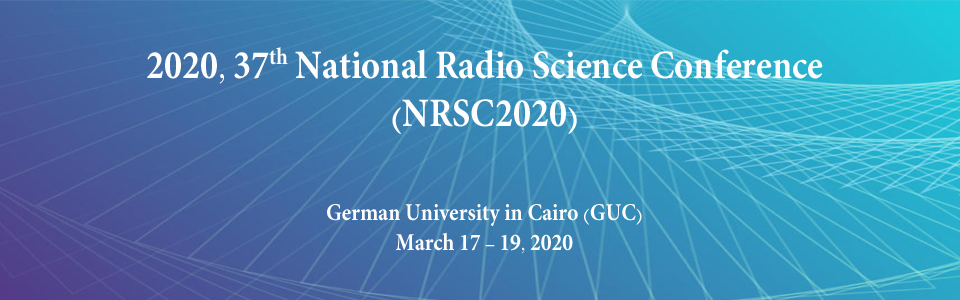 2020, 37th National Radio Science Conference
(NRSC2020)
German University in Cairo (GUC)
March 17 – 19, 2020